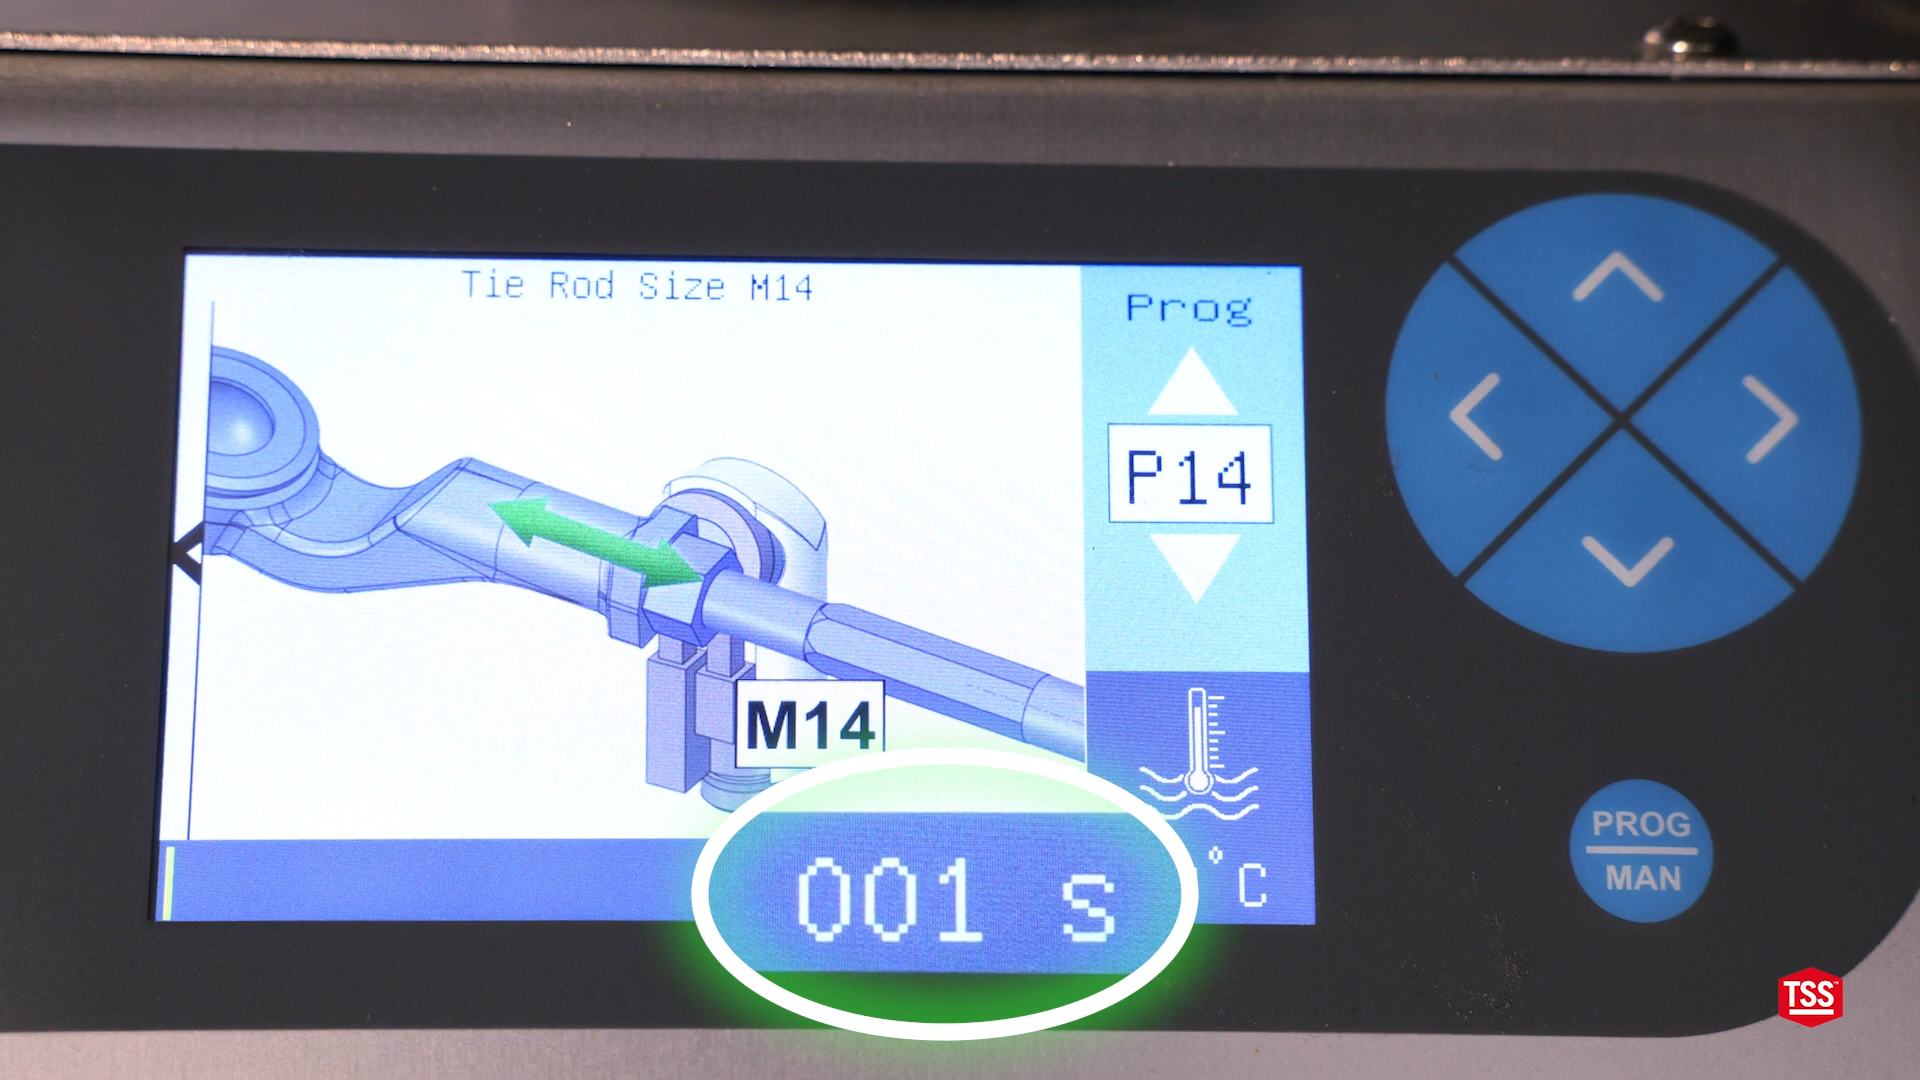 Tie Rod Size M14
Prog
P14
M14
001 s
°C
PROG
MAN
TSS